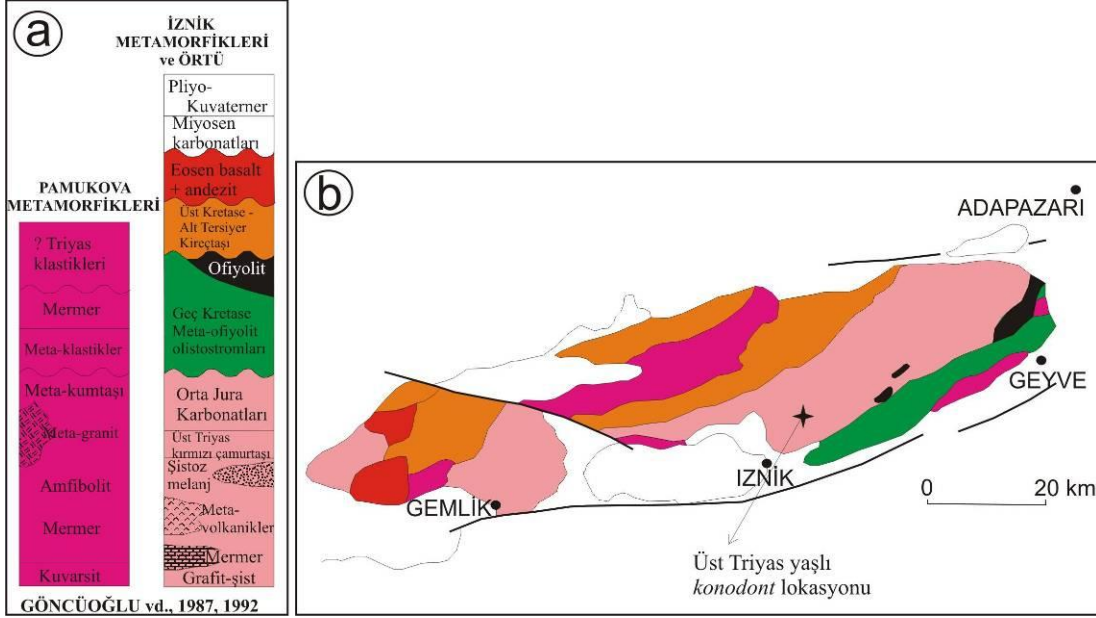 a
İZNİK
METAMORFİKLERİ
ve ÖRTÜ
Pliyo-
Kuvaterner
Miyosen
karbonatları
Eosen basalt
+ andezit
Üst Kretase -
Alt Tersiyer
Kireçtaşı
Ofiyolit
Geç Kretase
Meta-ofiyolit
olistostromları
Orta Jura
Karbonatları
Üst Triyas
kırmızı çamurtaşı
Şistoz
melanj
Meta-
volkanikler
Mermer
Grafit-şist
PAMUKOVA
METAMORFİKLERİ
? Triyas
klastikleri
Mermer
Meta-klastikler
Meta-kumtaşı
Meta-granit
Amfibolit
Mermer
Kuvarsit
GÖNCÜOĞLU vd., 1987, 1992
b
ADAPAZARI
GEYVE
IZNİK
GEMLİK
0 20 km
Üst Triyas yaşlı
konodont lokasyonu